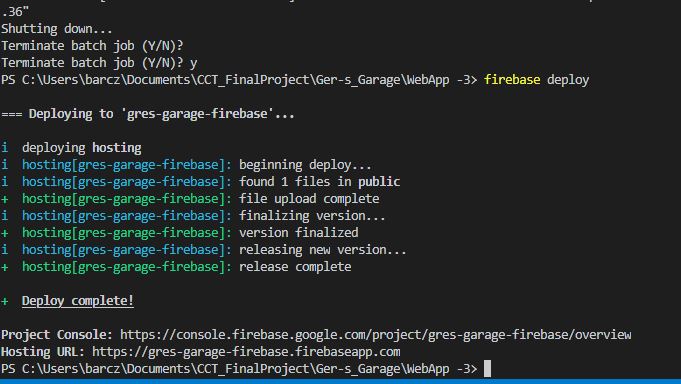 .36"
Shutting down...
Terminate batch job (Y/N)?
Terminate batch job (Y/N)? y
PS C:\Users\barcz\Documents\CCT_FinalProject\Ger-s_Garage\WebApp -3> firebase deploy
=== Deploying to 'gres-garage-firebase'...
i deploying hosting
i hosting[gres-garage-firebase]: beginning deploy...
i hosting[gres-garage-firebase]: found 1 files in public
+ hosting[gres-garage-firebase]: file upload complete
i hosting[gres-garage-firebase]: finalizing version...
+ hosting[gres-garage-firebase]: version finalized
i hosting[gres-garage-firebase]: releasing new version...
+ hosting[gres-garage-firebase]: release complete
+ Deploy complete!
Project Console: https://console.firebase.google.com/project/gres-garage-firebase/overview
Hosting URL: https://gres-garage-firebase.firebaseapp.com
PS C:\Users\barcz\Documents\CCT_FinalProject\Ger-s_Garage\WebApp -3>